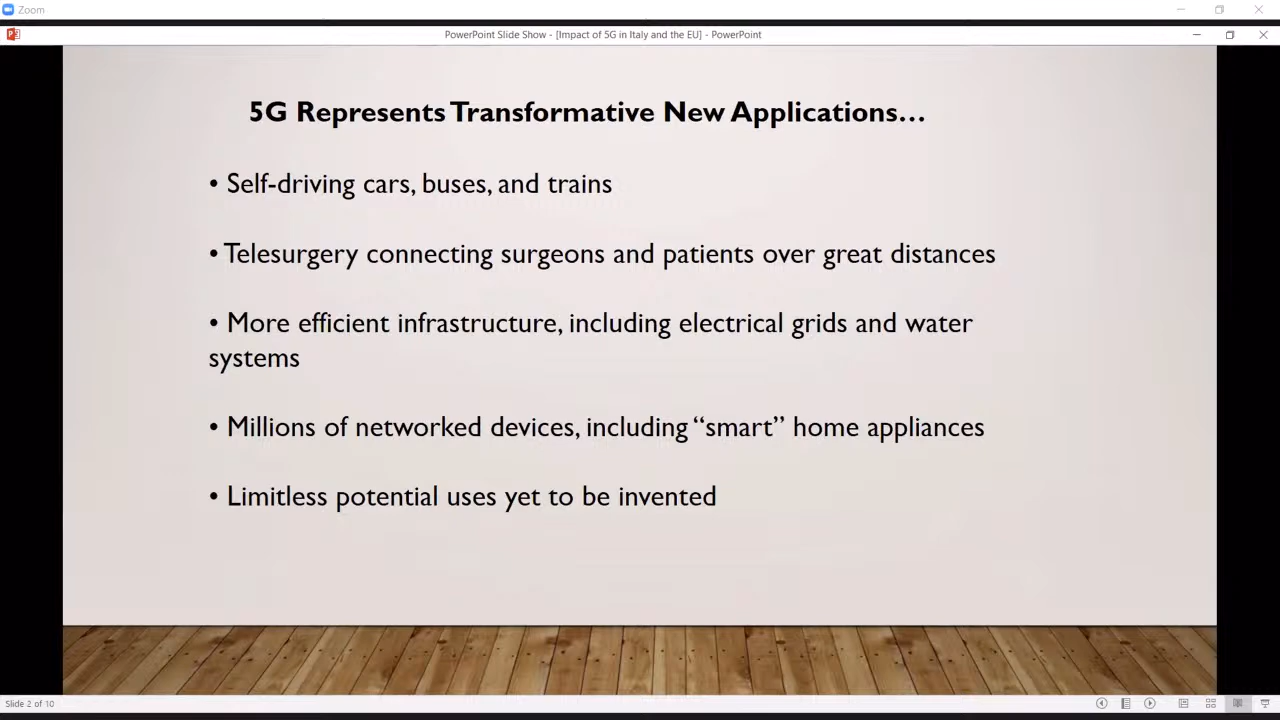 Zoom
PowerPoint Slide Show - [Impact of 5G in Italy and the EU] - PowerPoint
5G Represents Transformative New Applications…
• Self-driving cars, buses, and trains
• Telesurgery connecting surgeons and patients over great distances
• More efficient infrastructure, including electrical grids and water
systems
• Millions of networked devices, including “smart” home appliances
• Limitless potential uses yet to be invented
Slide 2 of 10